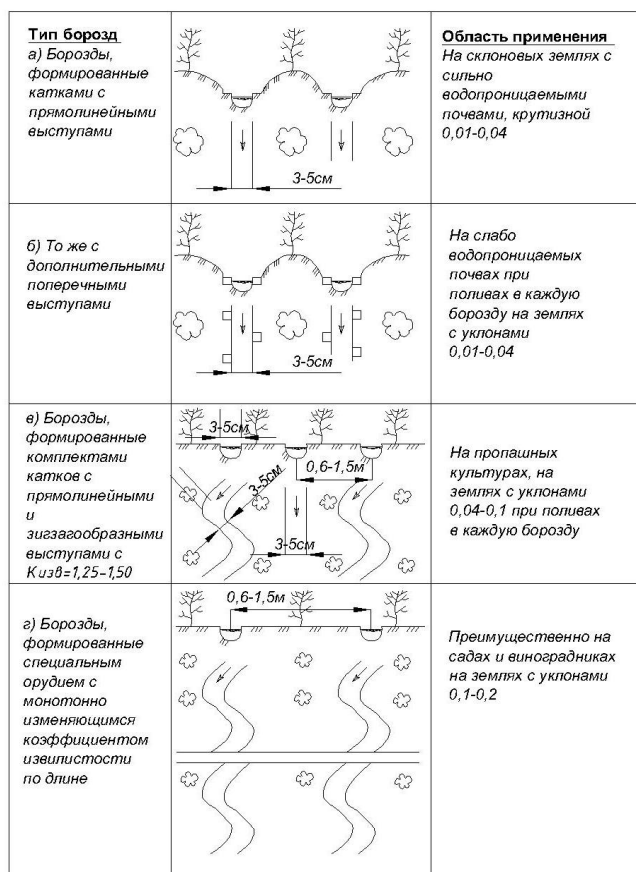 Тип борозд
а) Борозды,
формированные
катками с
прямолинейными
выступами
3-5см
Область применения
На склоновых землях с
сильно
водопроницаемыми
почвами, крутизной
0,01-0,04
б) То же с
дополнительными
поперечными
выступами
3-5см
На слабо
водопроницаемых
почвах при
поливах в каждую
борозду на землях
с уклонами
0,01-0,04
в) Борозды,
формированные
комплектами
катков с
прямолинейными
и
зигзагообразными
выступами с
Кизв=1,25-1,50
3-5см
0,6-1,5м
3-5см
3-5см
На пропашных
культурах, на
землях с уклонами
0,04-0,1 при поливах
в каждую борозду
г) Борозды,
формированные
специальным
орудием с
монотонно
изменяющимся
коэффициентом
извилистости
по длине
0,6-1,5м
Преимущественно на
садах и виноградниках
на землях с уклонами
0,1-0,2